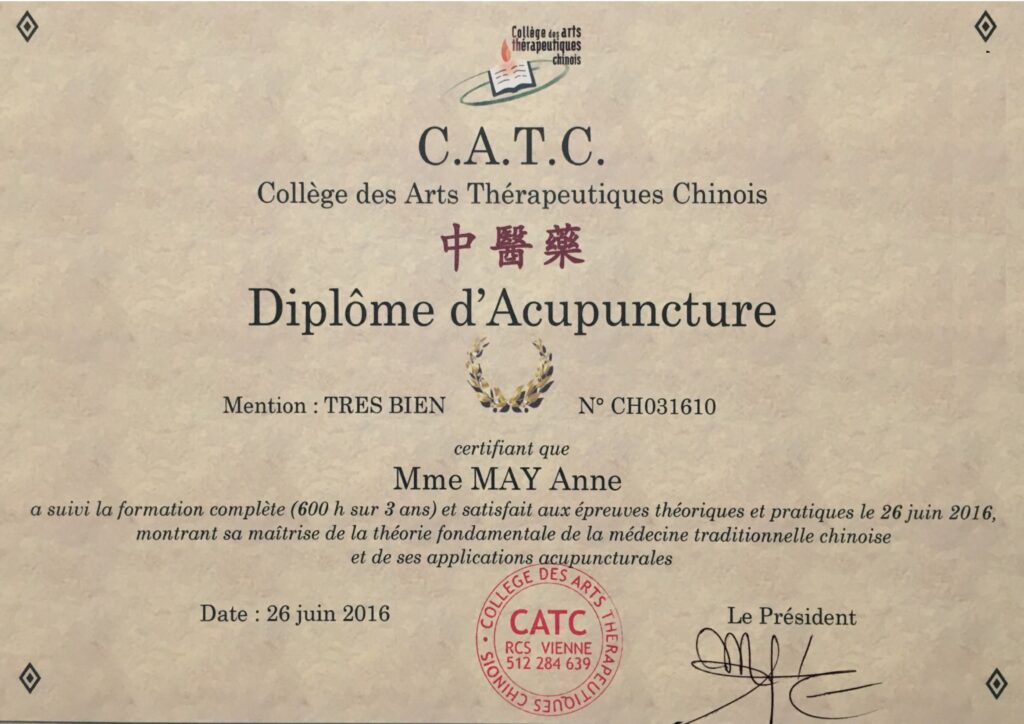 Collège des arts
thérapeutiques
chinois
C.A.T.C.
Collège des Arts Thérapeutiques Chinois
中醫藥
Diplôme d'Acupuncture
Mention : TRES BIEN N° CH031610
certifiant que
Mme MAY Anne
a suivi la formation complète (600 h sur 3 ans) et satisfait aux épreuves théoriques et pratiques le 26 juin 2016,
montrant sa maîtrise de la théorie fondamentale de la médecine traditionnelle chinoise
et de ses applications acupuncturales
Date : 26 juin 2016
Le Président
COLLEGE DES ARTS THERAPEUTIQUES CHINOIS
CATC
RCS VIENNE
512 284 639